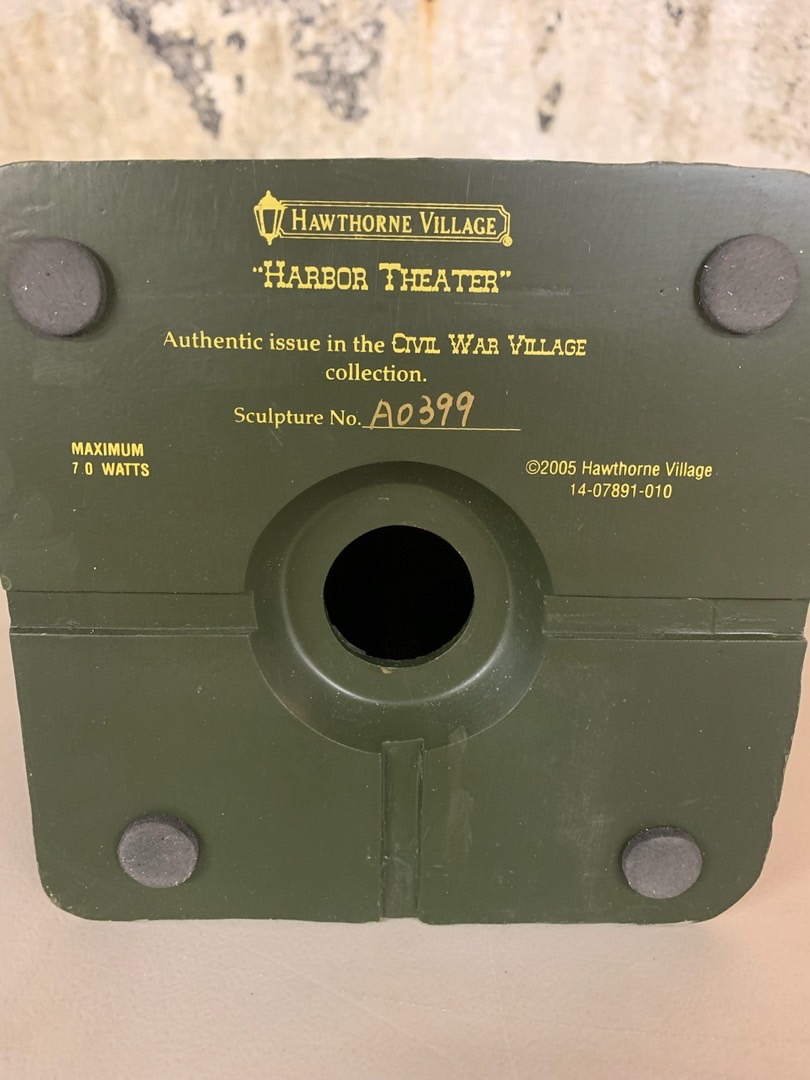 HAWTHORNE VILLAGE®
"HARBOR THEATER"
Authentic issue in the CIVIL WAR VILLAGE
collection.
Sculpture No. A0399
MAXIMUM
7.0 WATTS
©2005 Hawthorne Village
14-07891-010